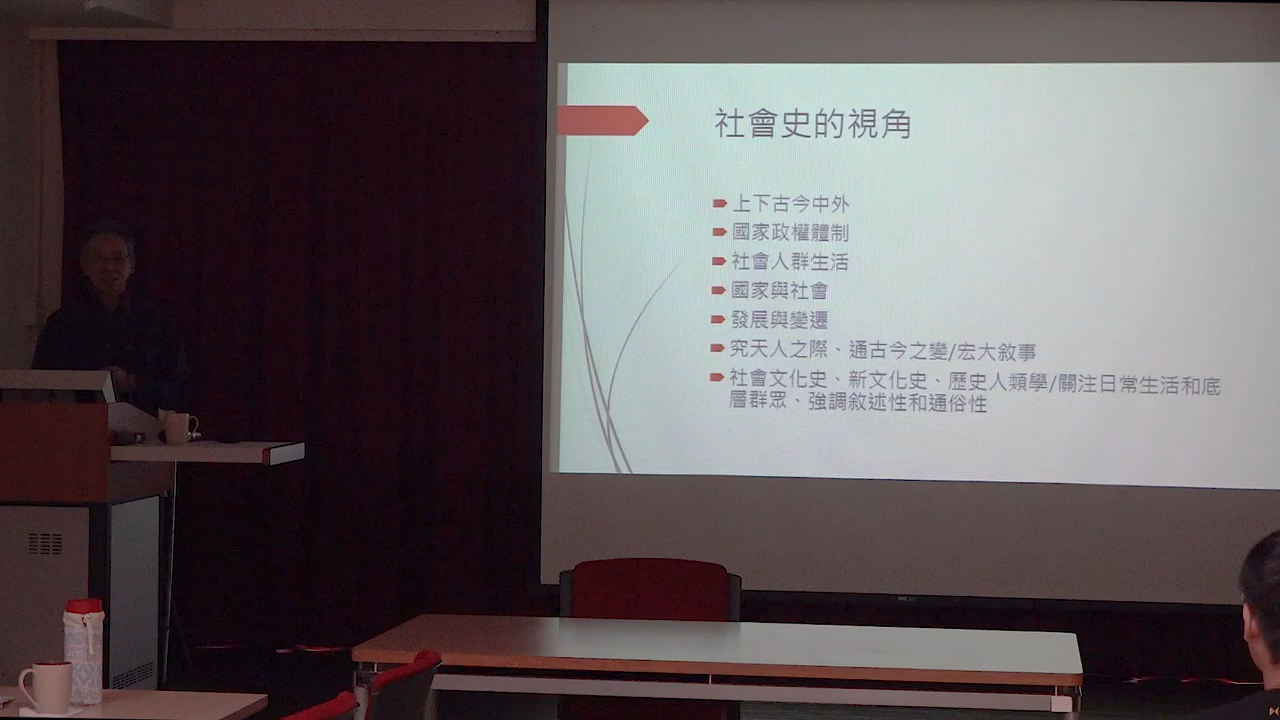 社會史的視角
上下古今中外
國家政權體制
社會人群生活
國家與社會
發展與變遷
究天人之際、通古今之變/宏大敘事
社會文化史、新文化史、歷史人類學/關注日常生活和底
層群眾、強調敘述性和通俗性